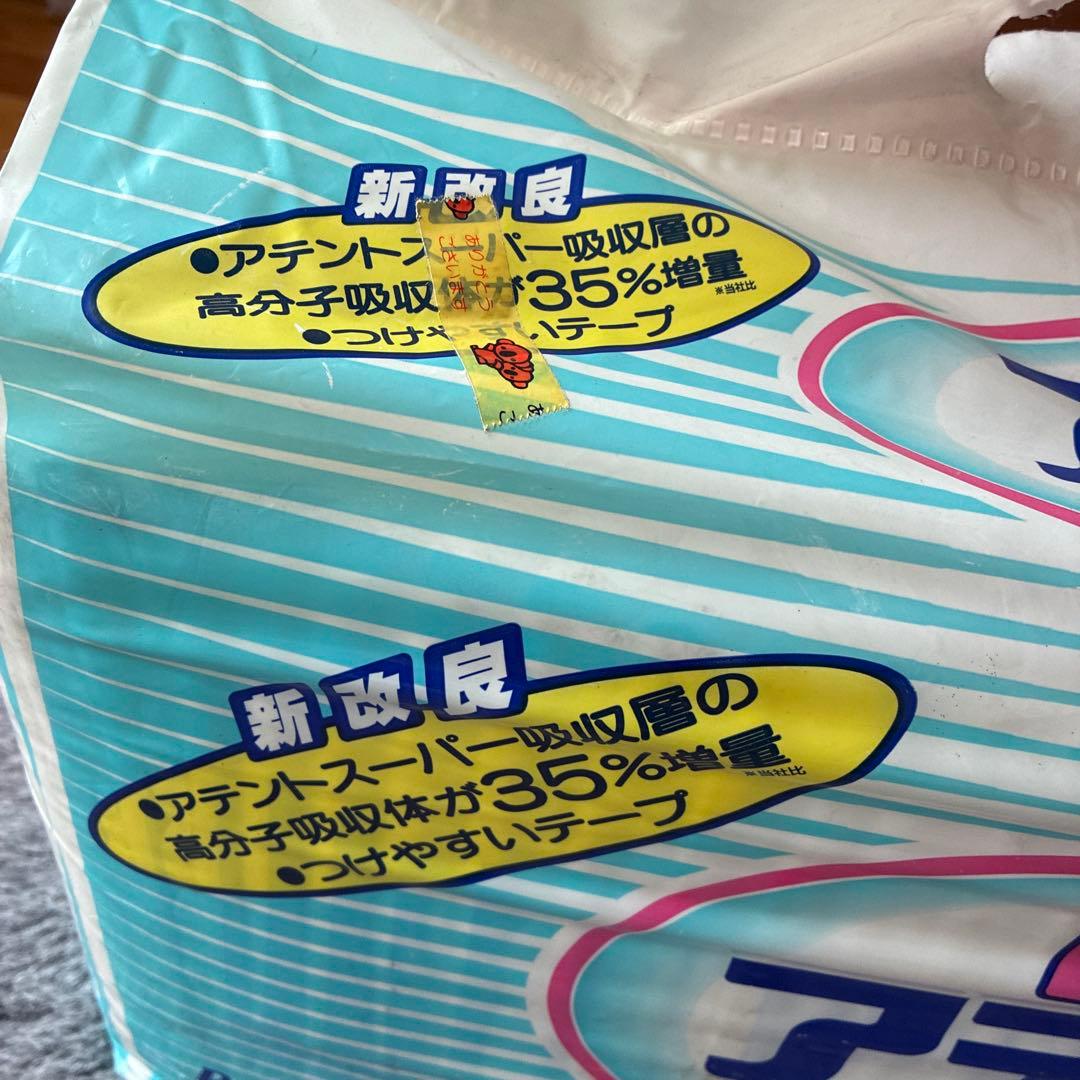 新改良
●アテントスーパー吸収層の
高分子吸収体が35%増量
※当社比
●つけやすいテープ
ありがとう
ございます
新改良
●アテントスーパー吸収層の
高分子吸収体が35%増量
※当社比
●つけやすいテープ
ア